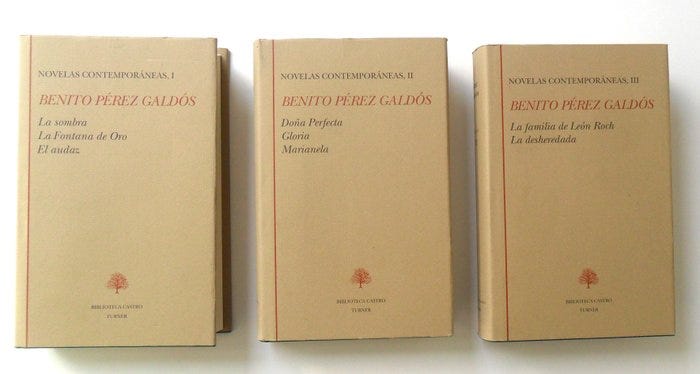 NOVELAS CONTEMPORÁNEAS, I
BENITO PÉREZ GALDÓS
La sombra
La Fontana de Oro
El audaz
BIBLIOTECA CASTRO
TURNER
NOVELAS CONTEMPORÁNEAS, II
BENITO PÉREZ GALDÓS
Doña Perfecta
Gloria
Marianela
BIBLIOTECA CASTRO
TURNER
NOVELAS CONTEMPORÁNEAS, III
BENITO PÉREZ GALDÓS
La familia de León Roch
La desheredada
BIBLIOTECA CASTRO
TURNER